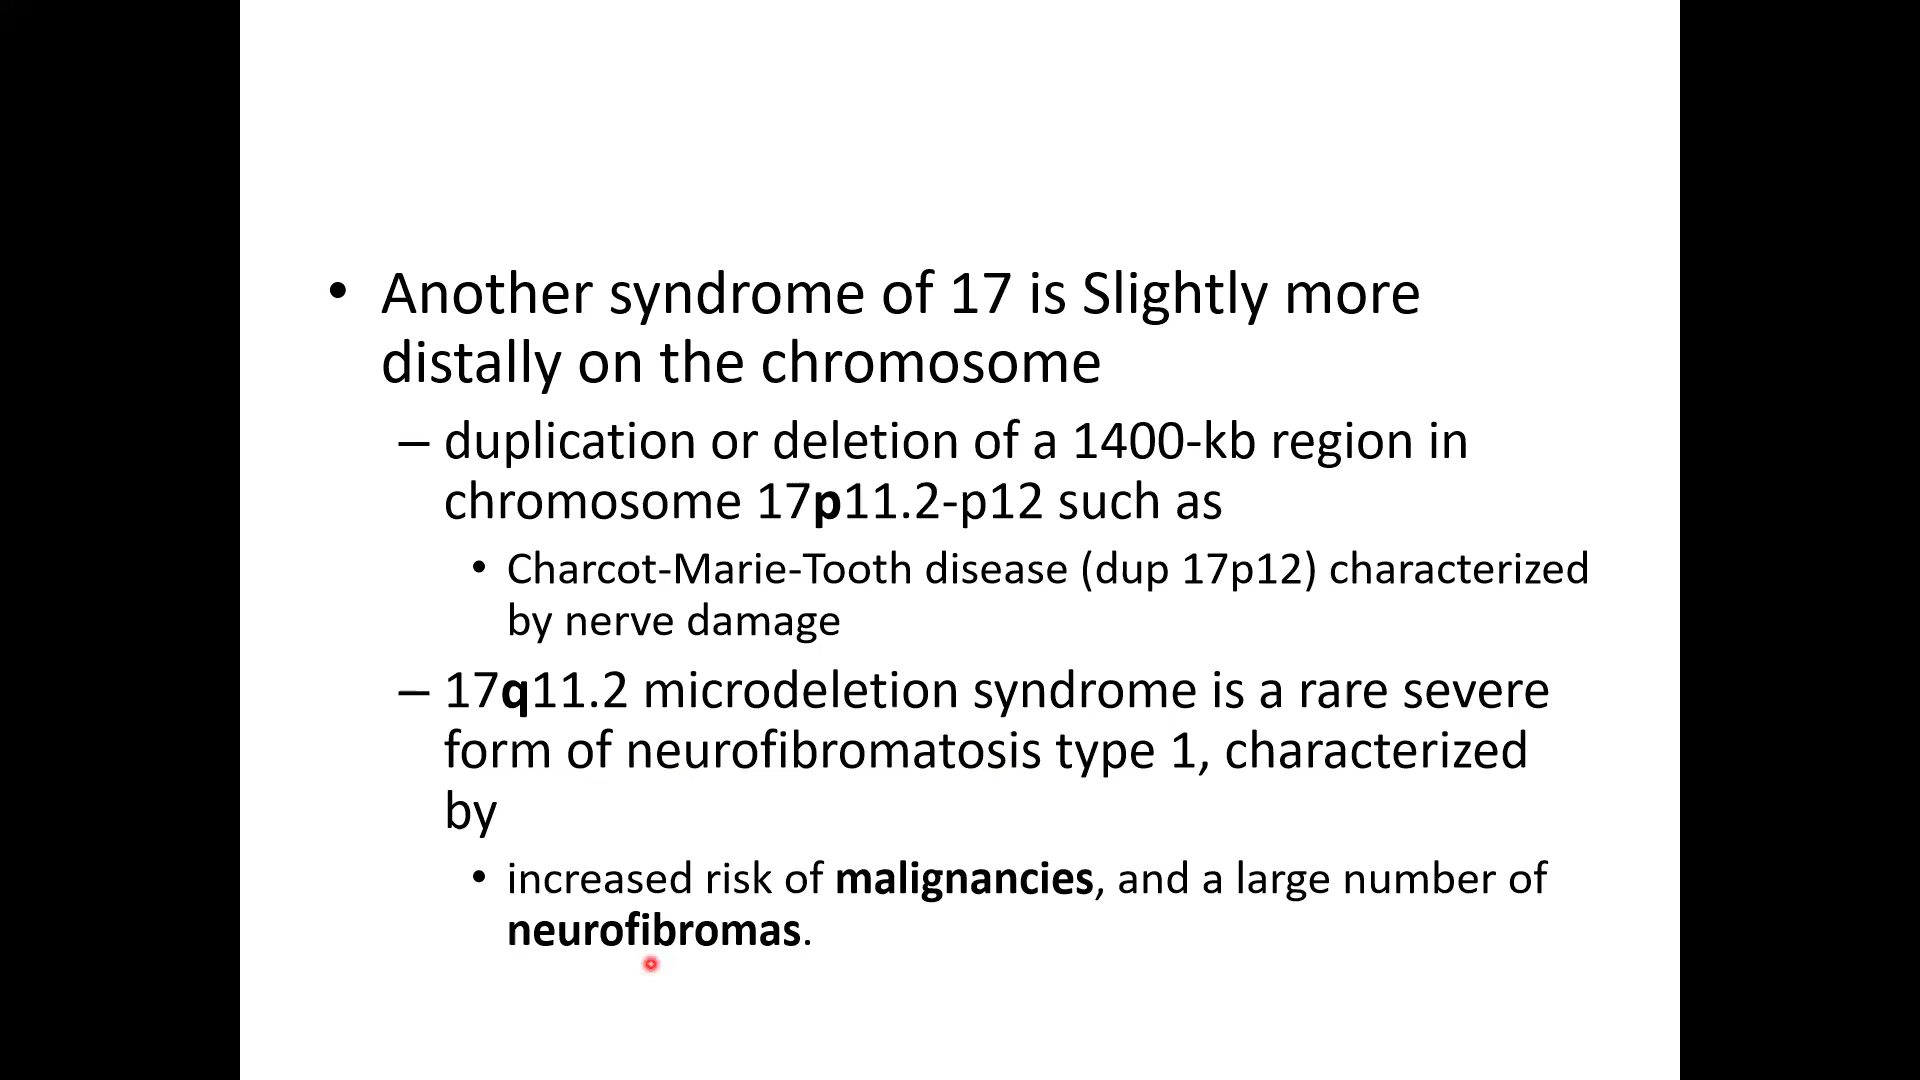 • Another syndrome of 17 is Slightly more
distally on the chromosome
– duplication or deletion of a 1400-kb region in
chromosome 17p11.2-p12 such as
• Charcot-Marie-Tooth disease (dup 17p12) characterized
by nerve damage
– 17q11.2 microdeletion syndrome is a rare severe
form of neurofibromatosis type 1, characterized
by
• increased risk of malignancies, and a large number of
neurofibromas.